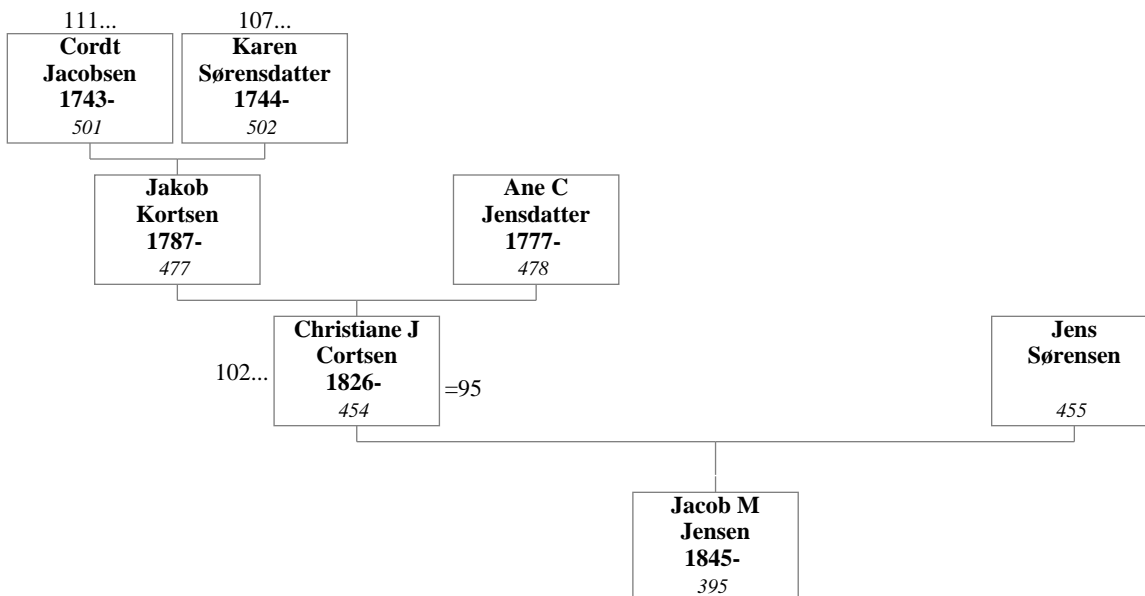 111...
107...
Cordt
Jacobsen
1743-
501
Karen
Sørensdatter
1744-
502
Jakob
Kortsen
1787-
477
Ane C
Jensdatter
1777-
478
102...
Christiane J
Cortsen
1826-
454
=95
Jens
Sørensen
455
Jacob M
Jensen
1845-
395